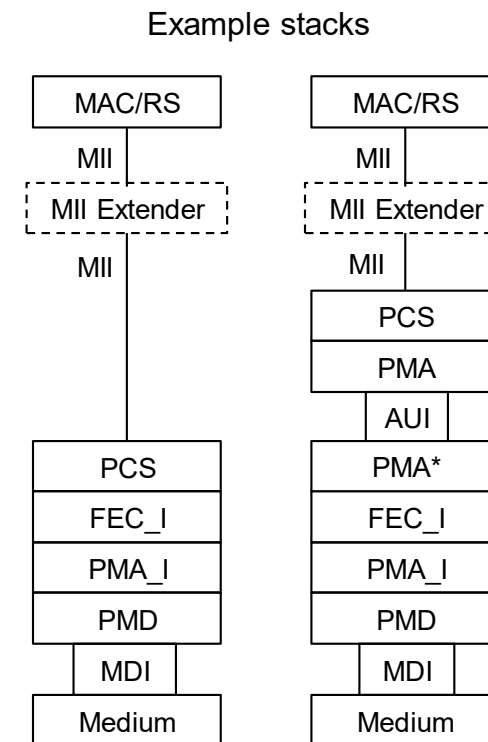 Example stacks
MAC/RS
MII
MII Extender
MII
PCS
FEC_I
PMA_I
PMD
MDI
Medium
MAC/RS
MII
MII Extender
MII
PCS
PMA
AUI
PMA*
FEC_I
PMA_I
PMD
MDI
Medium